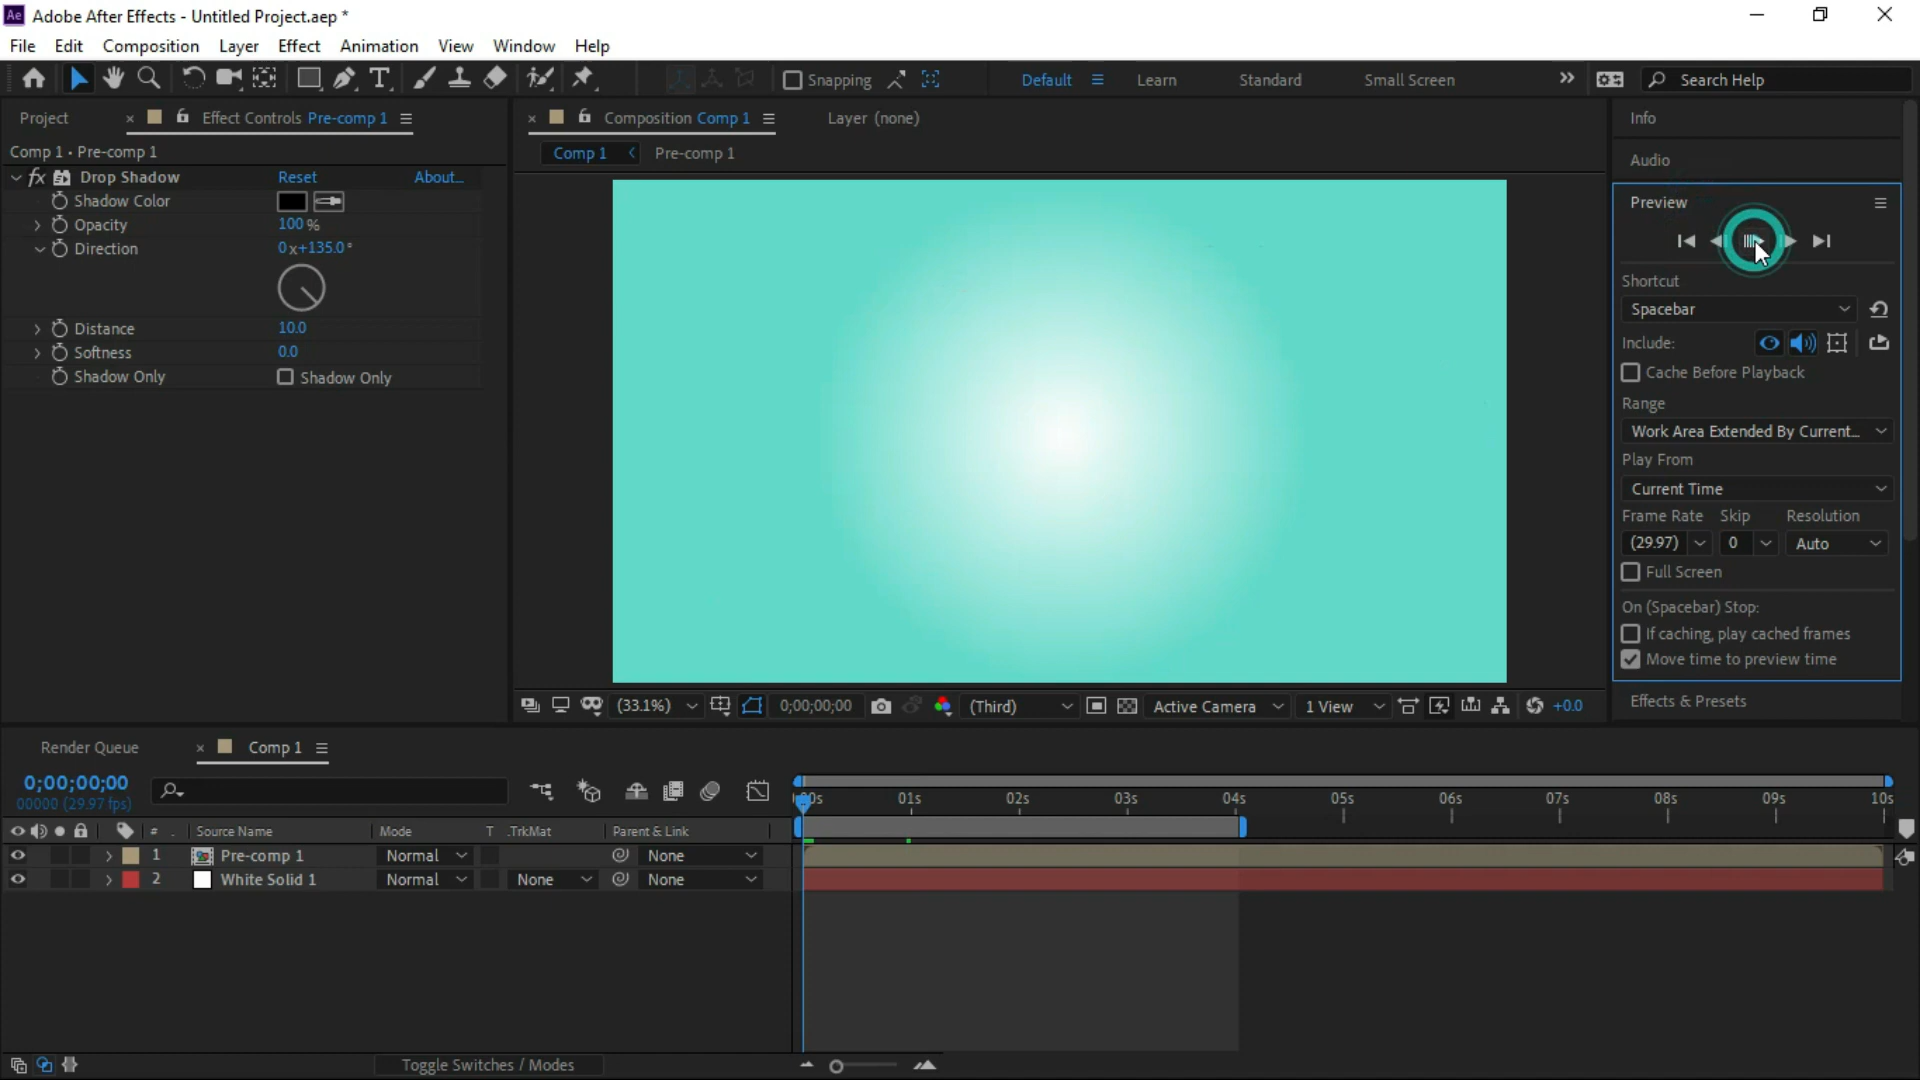 Ae Adobe After Effects - Untitled Project.aep *
File Edit Composition Layer Effect Animation View Window Help
T Snapping Default Learn Standard Small Screen Search Help
Project × Effect Controls Pre-comp 1 × Composition Comp 1 Layer (none) Info
Comp 1 • Pre-comp 1 Comp 1 < Pre-comp 1 Audio
fx Drop Shadow Reset About...
Shadow Color
Opacity 100 %
Direction 0 x+135.0 °
Distance 10.0
Softness 0.0
Shadow Only Shadow Only
Preview
Shortcut
Spacebar
Include:
Cache Before Playback
Range
Work Area Extended By Current...
Play From
Current Time
Frame Rate Skip Resolution
(29.97) 0 Auto
Full Screen
On (Spacebar) Stop:
If caching, play cached frames
Move time to preview time
Effects & Presets
(33.1%) 0;00;00;00 (Third) Active Camera 1 View +0.0
Render Queue × Comp 1
0;00;00;00
00000 (29.97 fps)
01s 02s 03s 04s 05s 06s 07s 08s 09s 10s
# Source Name Mode T .TrkMat Parent & Link
1 Pre-comp 1 Normal None
2 White Solid 1 Normal None None
Toggle Switches / Modes